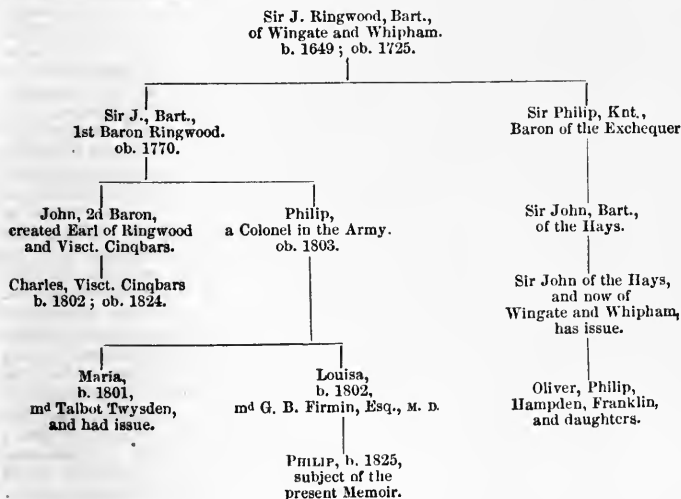 Sir J. Ringwood, Bart.,
of Wingate and Whipham.
b. 1649 ; ob. 1725.
Sir J., Bart.,
1st Baron Ringwood.
ob. 1770.
Sir Philip, Knt.,
Baron of the Exchequer
John, 2d Baron,
created Earl of Ringwood
and Visct. Cinqbars.
Philip,
a Colonel in the Army.
ob. 1803.
Sir John, Bart.,
of the Hays.
Charles, Visct. Cinqbars
b. 1802 ; ob. 1824.
Sir John of the Hays,
and now of
Wingate and Whipham,
has issue.
Maria,
b. 1801,
md Talbot Twysden,
and had issue.
Louisa,
b. 1802,
md G. B. Firmin, Esq., M. D.
Oliver, Philip,
Hampden, Franklin,
and daughters.
PHILIP, b. 1825,
subject of the
present Memoir.